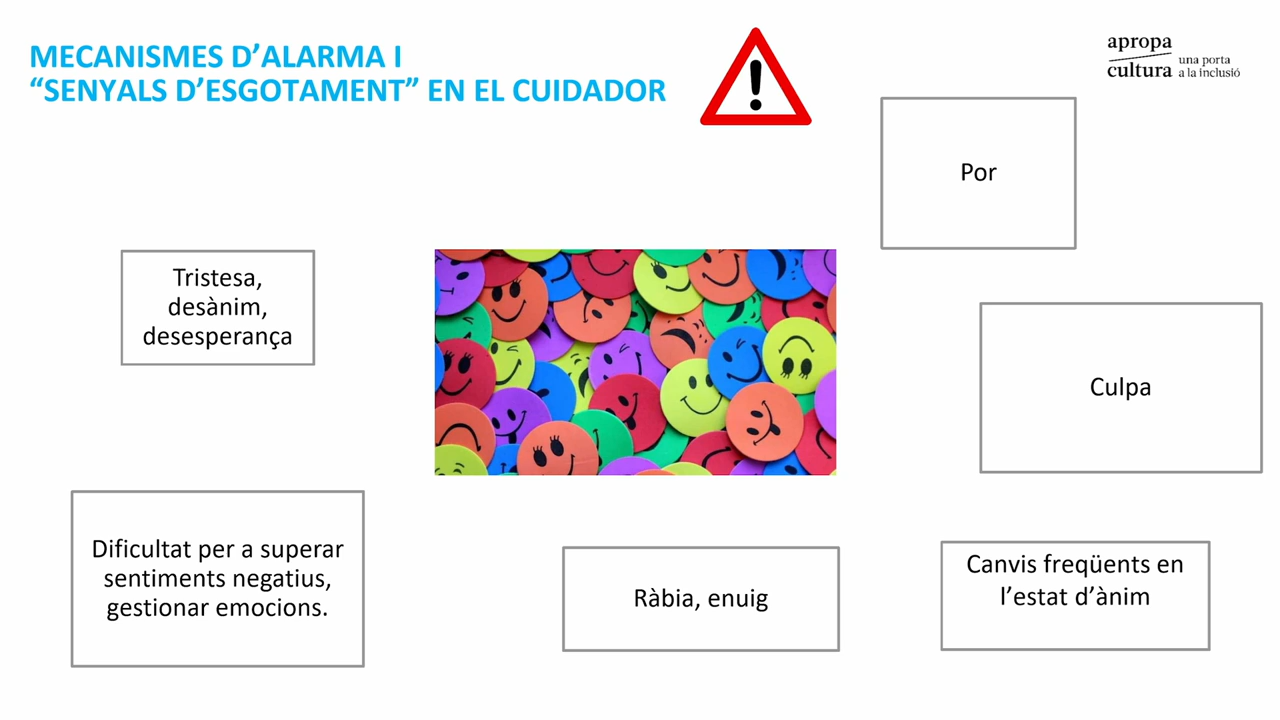 MECANISMES D’ALARMA I
“SENYALS D’ESGOTAMENT” EN EL CUIDADOR
apropa
cultura
una porta
a la inclusió
Por
Tristesa,
desànim,
desesperança
Culpa
Dificultat per a superar
sentiments negatius,
gestionar emocions.
Ràbia, enuig
Canvis freqüents en
l’estat d’ànim